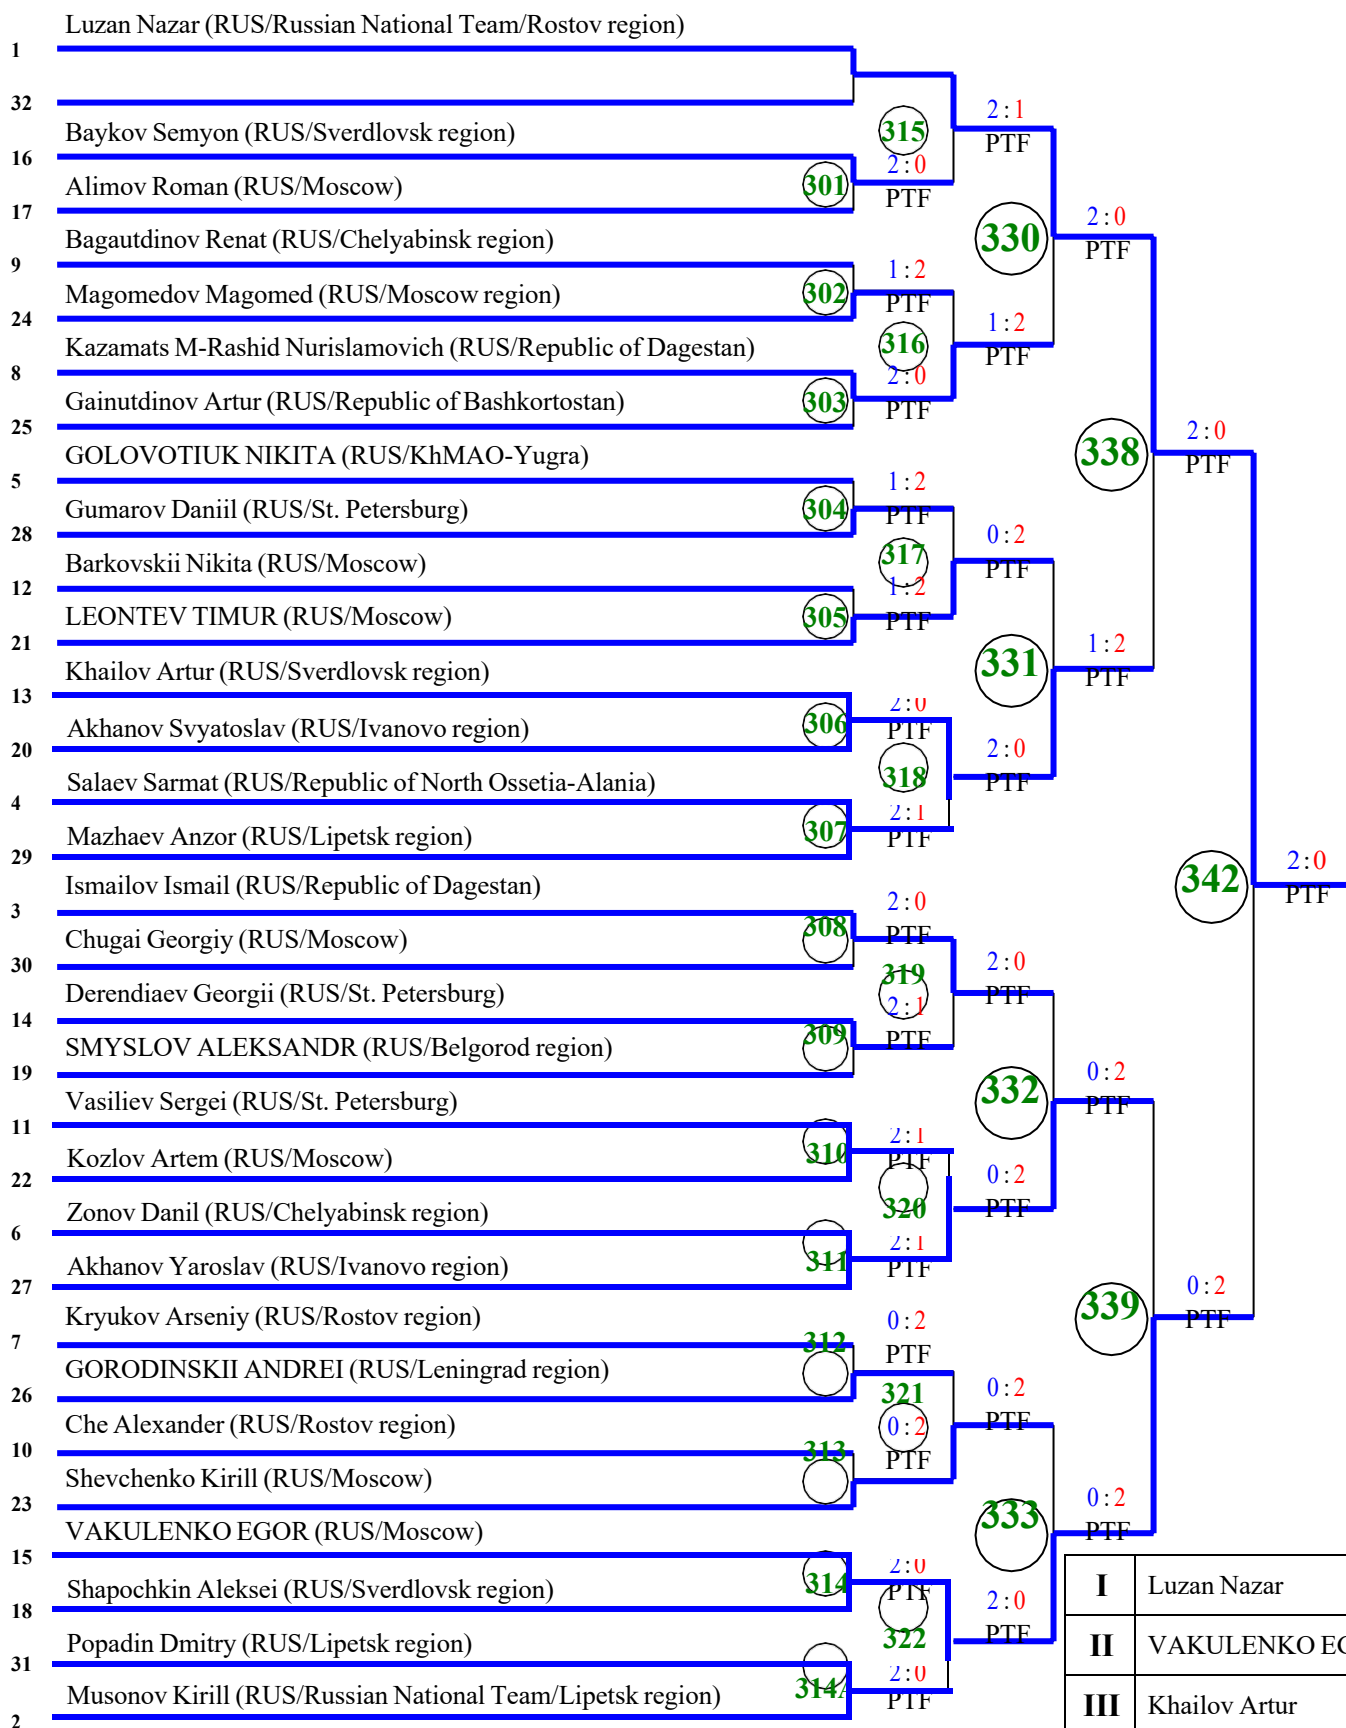 Luzan Nazar (RUS/Russian National Team/Rostov region)
1
32
2:1
Baykov Semyon (RUS/Sverdlovsk region)
315
PTF
16
2:0
Alimov Roman (RUS/Moscow)
301
PTF
17
2:0
Bagautdinov Renat (RUS/Chelyabinsk region)
330
PTF
9
1:2
Magomedov Magomed (RUS/Moscow region)
302
PTF
24
1:2
Kazamats M-Rashid Nurislamovich (RUS/Republic of Dagestan)
316
PTF
8
2:0
Gainutdinov Artur (RUS/Republic of Bashkortostan)
303
PTF
25
2:0
GOLOVOTIUK NIKITA (RUS/KhMAO-Yugra)
338
PTF
5
1:2
Gumarov Daniil (RUS/St. Petersburg)
304
PTF
28
0:2
Barkovskii Nikita (RUS/Moscow)
317
PTF
12
1:2
LEONTEV TIMUR (RUS/Moscow)
305
PTF
21
1:2
Khailov Artur (RUS/Sverdlovsk region)
331
PTF
13
2:0
Akhanov Svyatoslav (RUS/Ivanovo region)
306
PTF
20
2:0
Salaev Sarmat (RUS/Republic of North Ossetia-Alania)
318
PTF
4
2:1
Mazhaev Anzor (RUS/Lipetsk region)
307
PTF
29
2:0
Ismailov Ismail (RUS/Republic of Dagestan)
342
PTF
3
2:0
Chugai Georgiy (RUS/Moscow)
308
PTF
30
2:0
Derendiaev Georgii (RUS/St. Petersburg)
319
PTF
14
2:1
SMYSLOV ALEKSANDR (RUS/Belgorod region)
309
PTF
19
0:2
Vasiliev Sergei (RUS/St. Petersburg)
332
PTF
11
2:1
Kozlov Artem (RUS/Moscow)
310
PTF
22
0:2
Zonov Danil (RUS/Chelyabinsk region)
320
PTF
6
2:1
Akhanov Yaroslav (RUS/Ivanovo region)
311
PTF
27
0:2
Kryukov Arseniy (RUS/Rostov region)
339
PTF
7
0:2
312
PTF
GORODINSKII ANDREI (RUS/Leningrad region)
26
0:2
321
PTF
Che Alexander (RUS/Rostov region)
10
0:2
313
PTF
Shevchenko Kirill (RUS/Moscow)
23
0:2
VAKULENKO EGOR (RUS/Moscow)
333
PTF
15
2:0
Shapochkin Aleksei (RUS/Sverdlovsk region)
314
PTF
I Luzan Nazar
18
2:0
Popadin Dmitry (RUS/Lipetsk region)
322
PTF
II VAKULENKO
31
2:0
Musonov Kirill (RUS/Russian National Team/Lipetsk region)
314A
PTF
III Khailov Artur
2